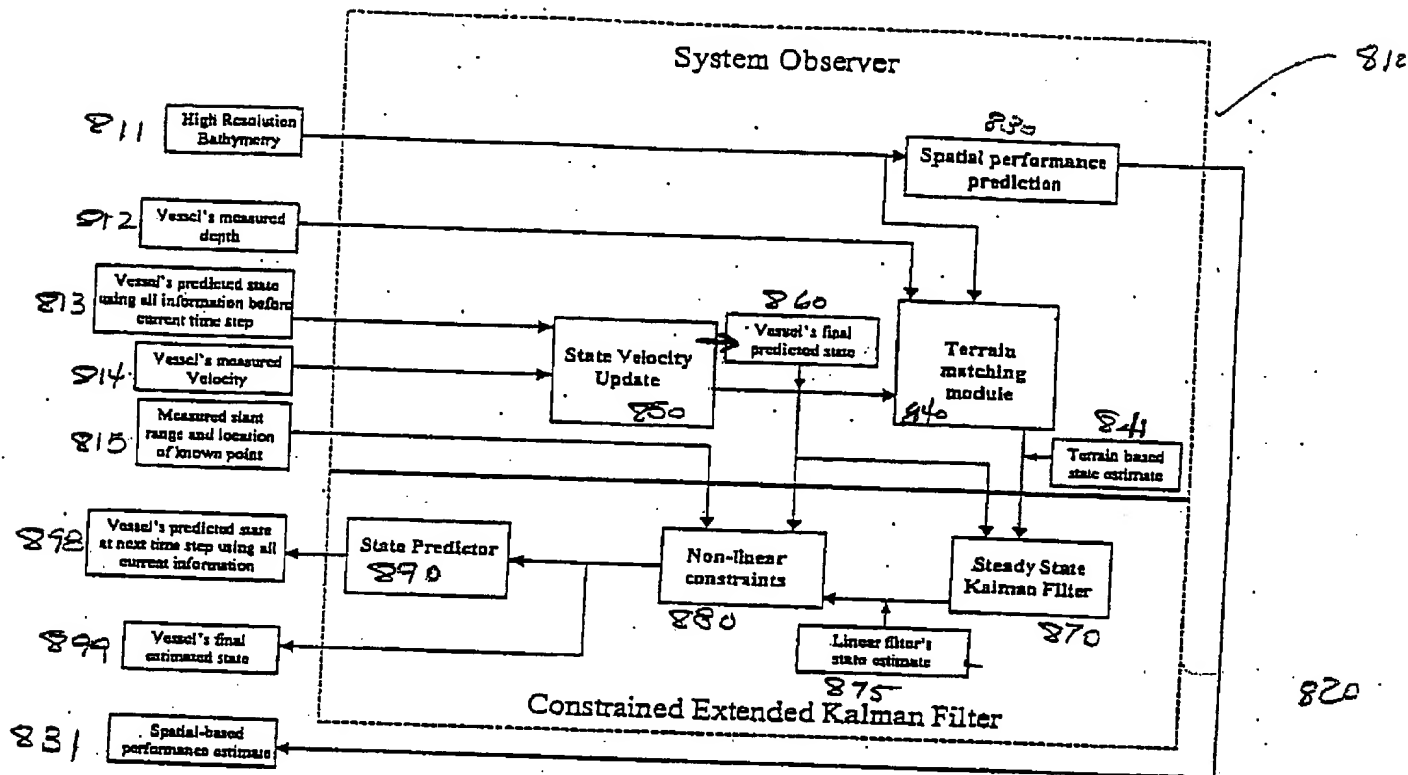 System Observer
810
811
High Resolution
Bathymetry
830
Spatial performance
prediction
812
Vessel's measured
depth
813
Vessel's predicted state
using all information before
current time step
860
Vessel's final
predicted state
Terrain
matching
module
840
State Velocity
Update
850
814
Vessel's measured
Velocity
841
Terrain based
state estimate
815
Measured slant
range and location
of known point
898
Vessel's predicted state
at next time step using all
current information
State Predictor
890
Non-linear
constraints
880
Steady State
Kalman Filter
870
899
Vessel's final
estimated state
Linear filter's
state estimate
875
820
Constrained Extended Kalman Filter
831
Spatial-based
performance estimate